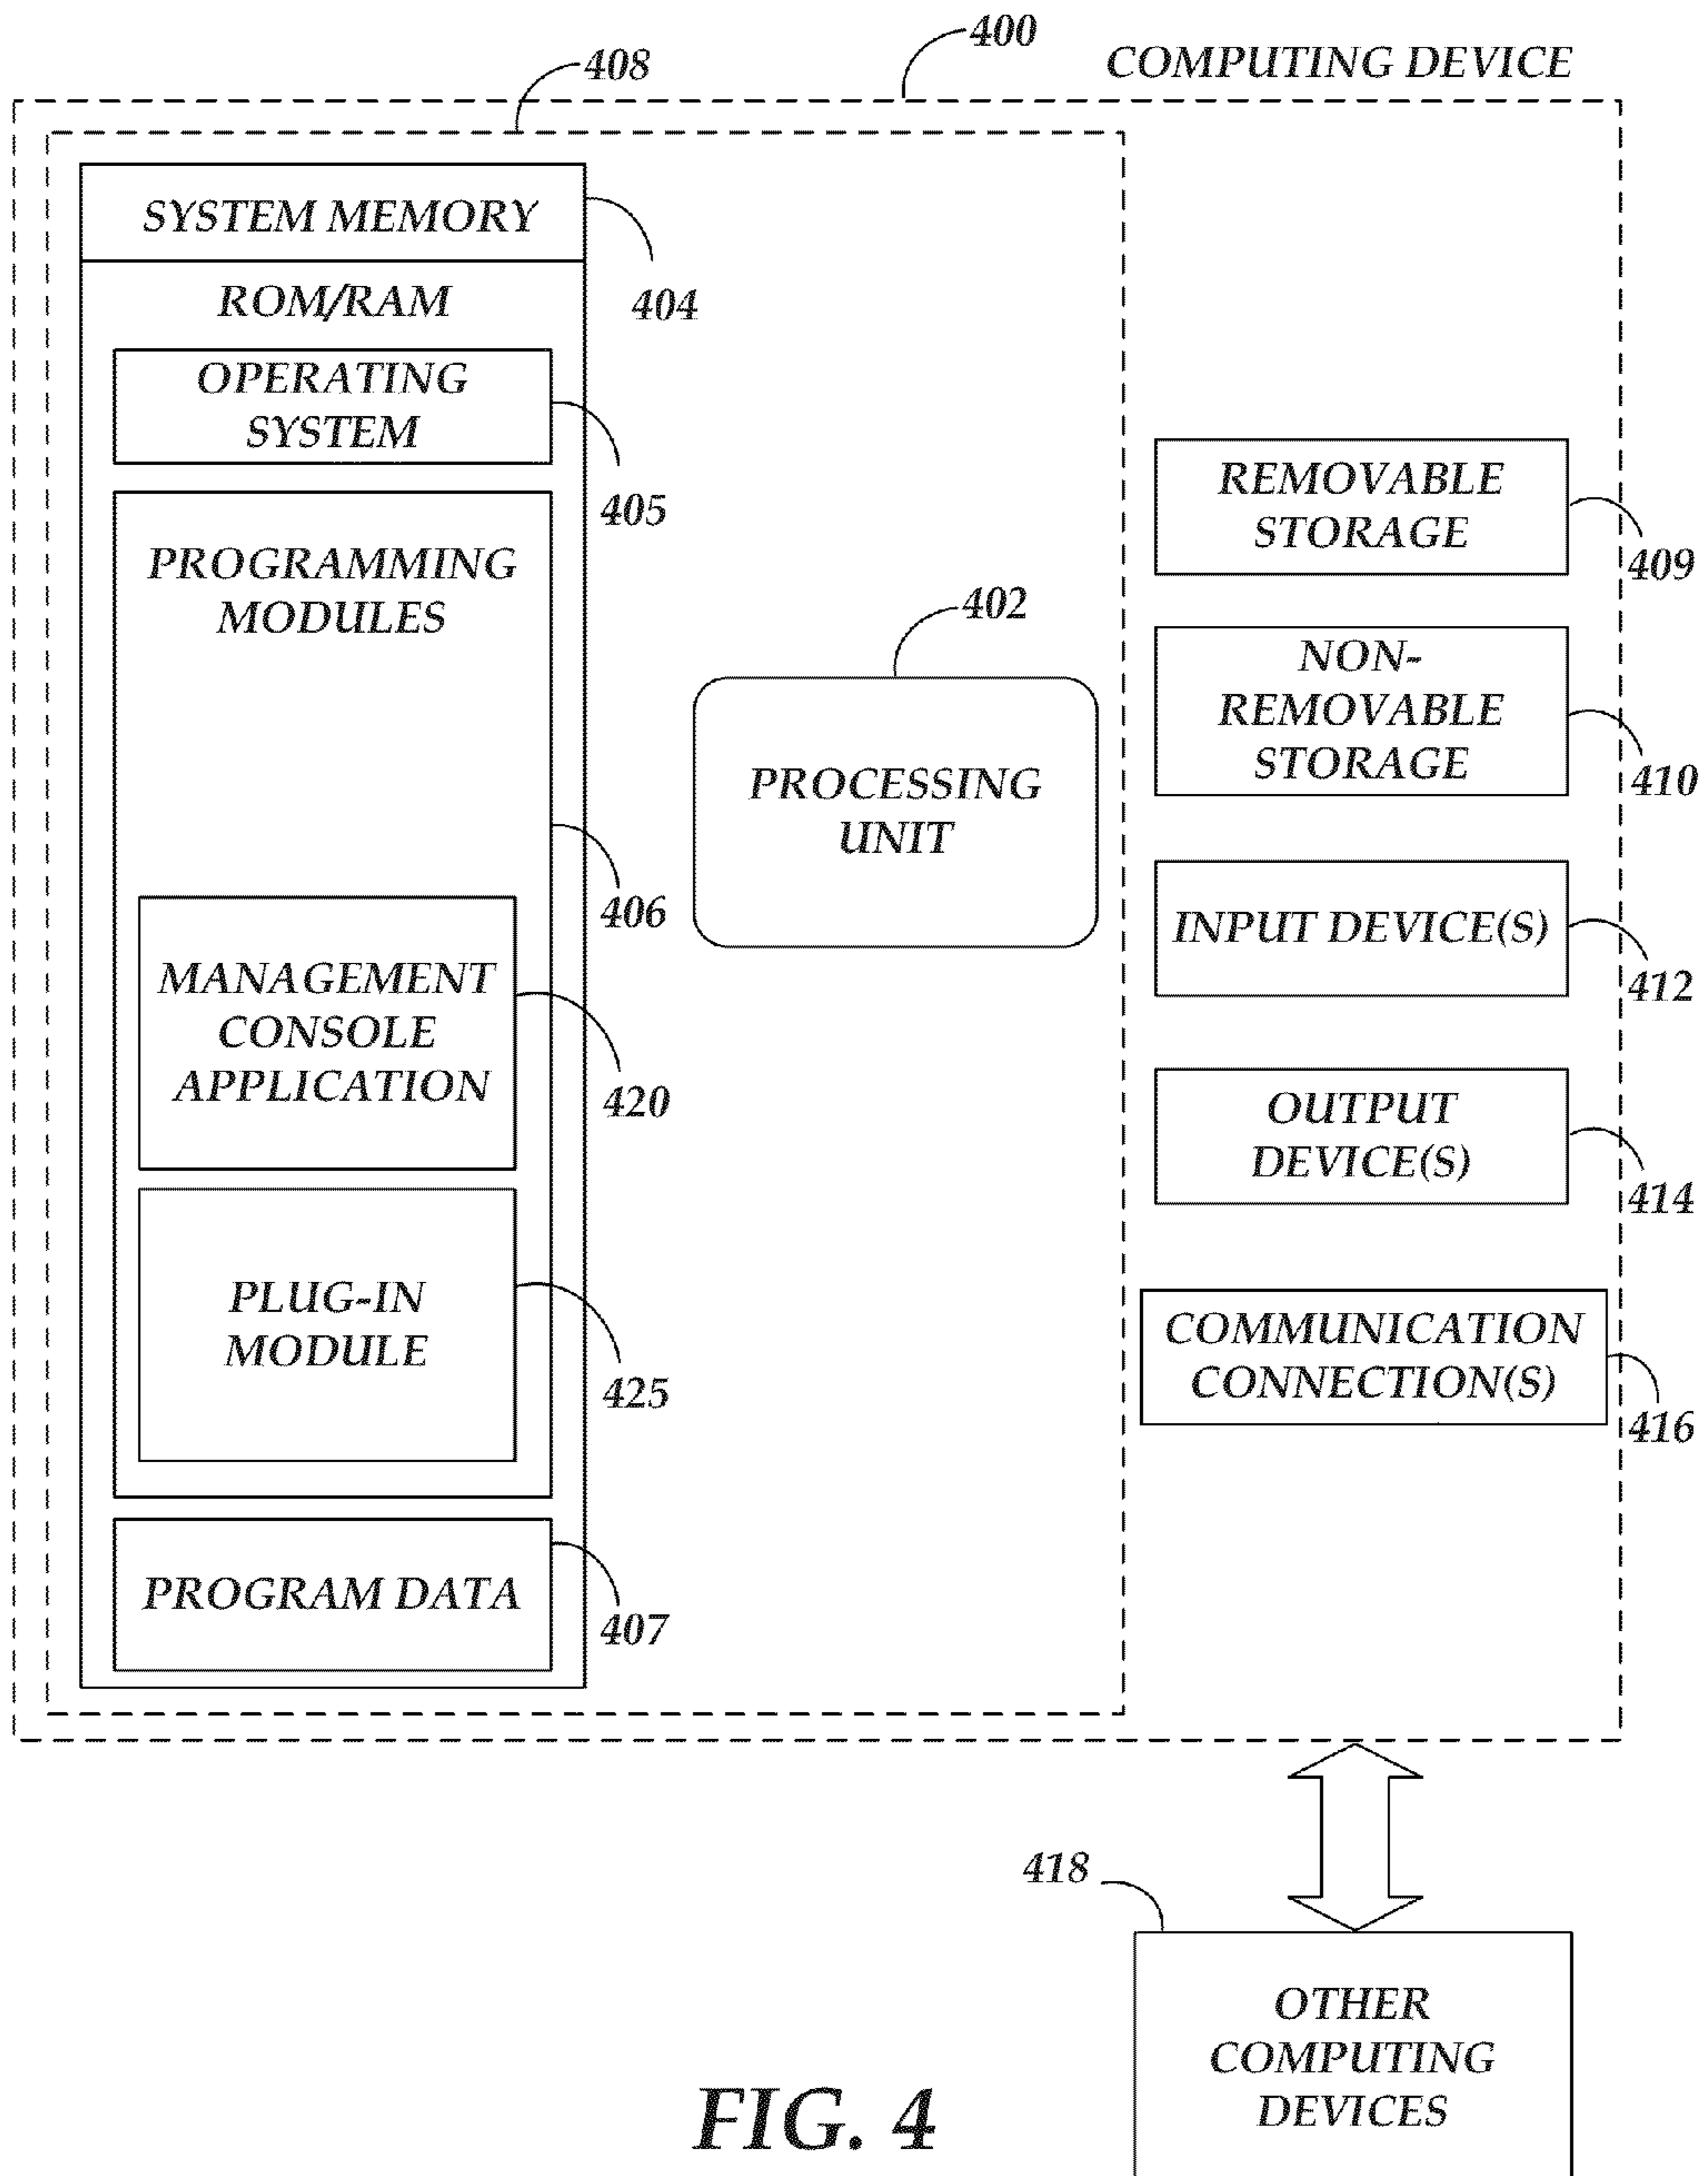 400
COMPUTING DEVICE
408
SYSTEM MEMORY
404
ROM/RAM
OPERATING
SYSTEM
405
PROGRAMMING
MODULES
406
MANAGEMENT
CONSOLE
APPLICATION
420
PLUG-IN
MODULE
425
PROGRAM DATA
407
402
PROCESSING
UNIT
REMOVABLE
STORAGE
409
NON-
REMOVABLE
STORAGE
410
INPUT DEVICE(S)
412
OUTPUT
DEVICE(S)
414
COMMUNICATION
CONNECTION(S)
416
418
OTHER
COMPUTING
DEVICES
FIG. 4